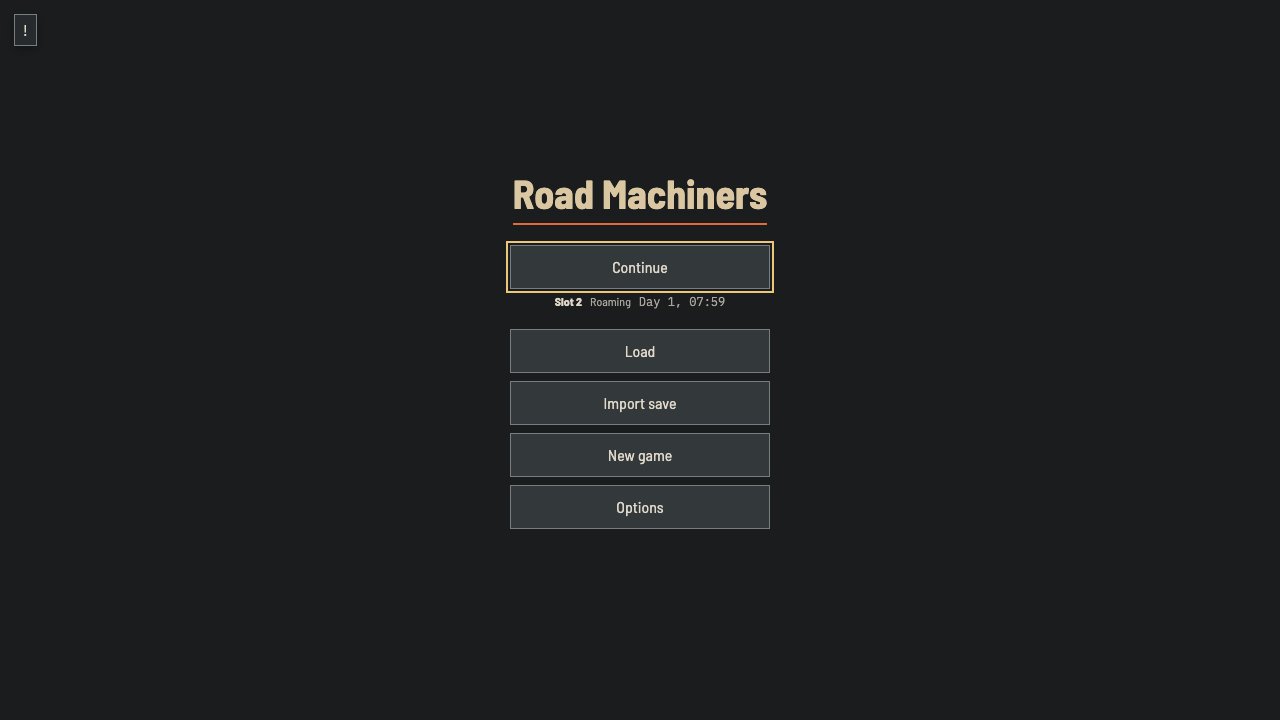 !
Road Machiners
Continue
Slot 2 Roaming Day 1, 07:59
Load
Import save
New game
Options